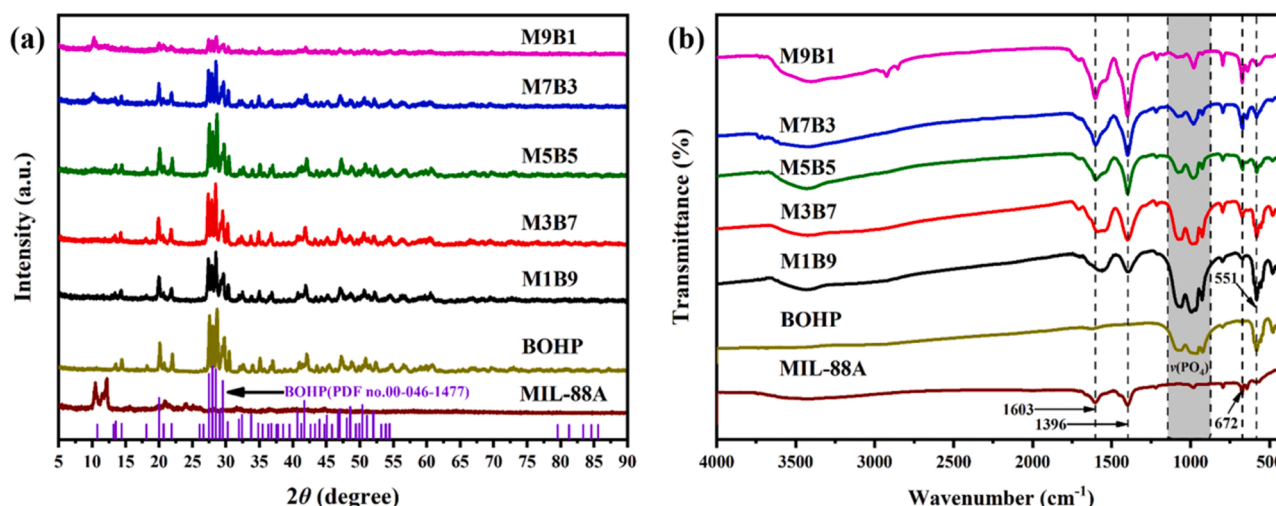 (a)
M9B1
M7B3
M5B5
M3B7
M1B9
BOHP
BOHP(PDF no.00-046-1477)
MIL-88A
Intensity (a.u.)
5 10 15 20 25 30 35 40 45 50 55 60 65 70 75 80 85 90
2θ (degree)
(b)
M9B1
M7B3
M5B5
M3B7
M1B9
551
BOHP
ν(PO₄)
MIL-88A
1603
1396
672
Transmittance (%)
4000 3500 3000 2500 2000 1500 1000 500
Wavenumber (cm⁻¹)